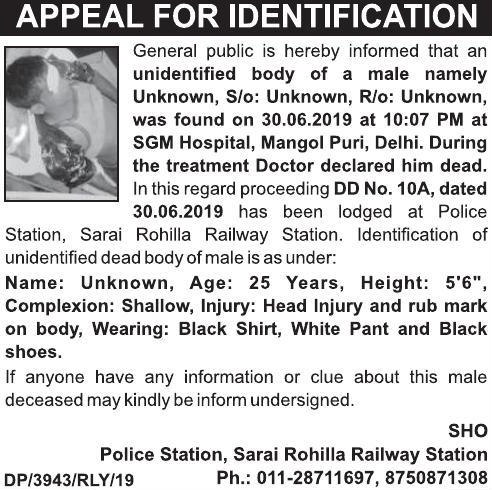 APPEAL FOR IDENTIFICATION
General public is hereby informed that an
unidentified body of a male namely
Unknown, S/o: Unknown, R/o: Unknown,
was found on 30.06.2019 at 10:07 PM at
SGM Hospital, Mangol Puri, Delhi. During
the treatment Doctor declared him dead.
In this regard proceeding DD No. 10A, dated
30.06.2019 has been lodged at Police
Station, Sarai Rohilla Railway Station. Identification of
unidentified dead body of male is as under:
Name: Unknown, Age: 25 Years, Height: 5'6",
Complexion: Shallow, Injury: Head Injury and rub mark
on body, Wearing: Black Shirt, White Pant and Black
shoes.
If anyone have any information or clue about this male
deceased may kindly be inform undersigned.
SHO
Police Station, Sarai Rohilla Railway Station
DP/3943/RLY/19 Ph.: 011-28711697, 8750871308